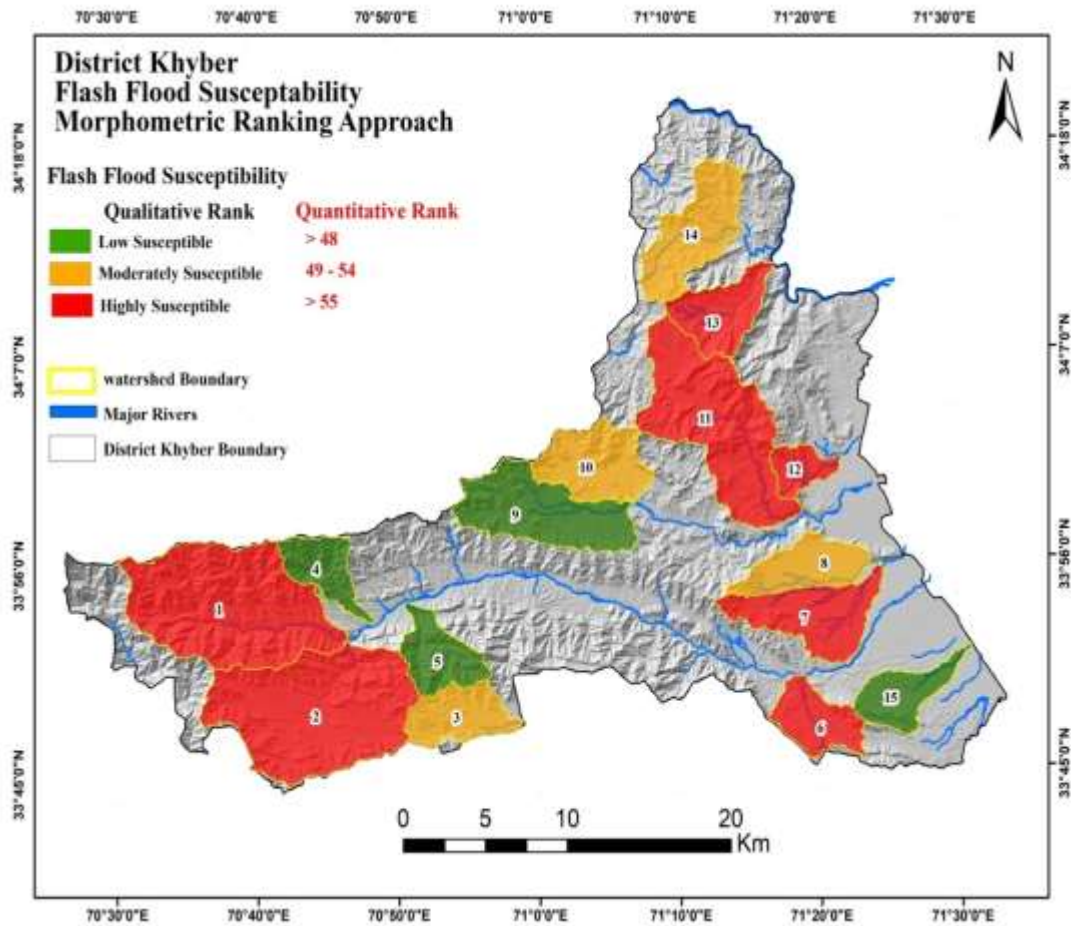 70°30'0"E 70°40'0"E 70°50'0"E 71°0'0"E 71°10'0"E 71°20'0"E 71°30'0"E
District Khyber
Flash Flood Susceptability
Morphometric Ranking Approach
N
34°18'0"N 34°18'0"N
Flash Flood Susceptibility
Qualitative Rank Quantitative Rank
Low Susceptible > 48
Moderately Susceptible 49 - 54
Highly Susceptible > 55
14
13
34°7'0"N 34°7'0"N
watershed Boundary
Major Rivers
District Khyber Boundary
11
10
12
9
33°56'0"N 33°56'0"N
8
4
1
7
5
15
2
3
6
33°45'0"N 33°45'0"N
0 5 10 20
Km
70°30'0"E 70°40'0"E 70°50'0"E 71°0'0"E 71°10'0"E 71°20'0"E 71°30'0"E